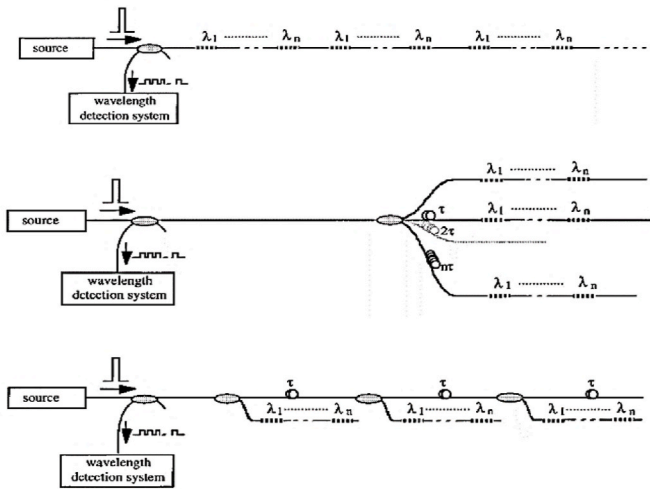 source
λ1 ............ λn λ1 ............ λn λ1 ............ λn
wavelength
detection system
λ1 ............ λn
source
τ
λ1 ............ λn
2τ
nτ
wavelength
detection system
λ1 ............ λn
source
τ τ τ
λ1 ............ λn λ1 ............ λn λ1 ............ λn
wavelength
detection system